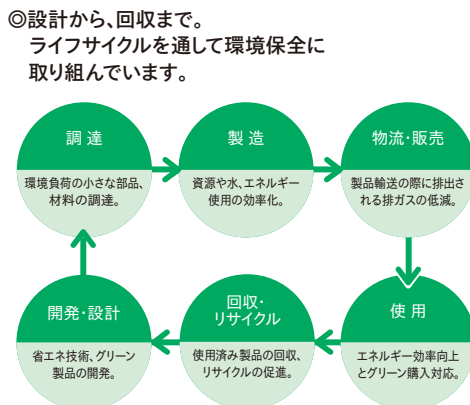 ◎設計から、回収まで。
ライフサイクルを通して環境保全に
取り組んでいます。
調達
環境負荷の小さな部品、
材料の調達。
製造
資源や水、エネルギー
使用の効率化。
物流・販売
製品輸送の際に排出さ
れる排ガスの低減。
開発・設計
省エネ技術、グリーン
製品の開発。
回収・
リサイクル
使用済み製品の回収、
リサイクルの促進。
使用
エネルギー効率向上
とグリーン購入対応。